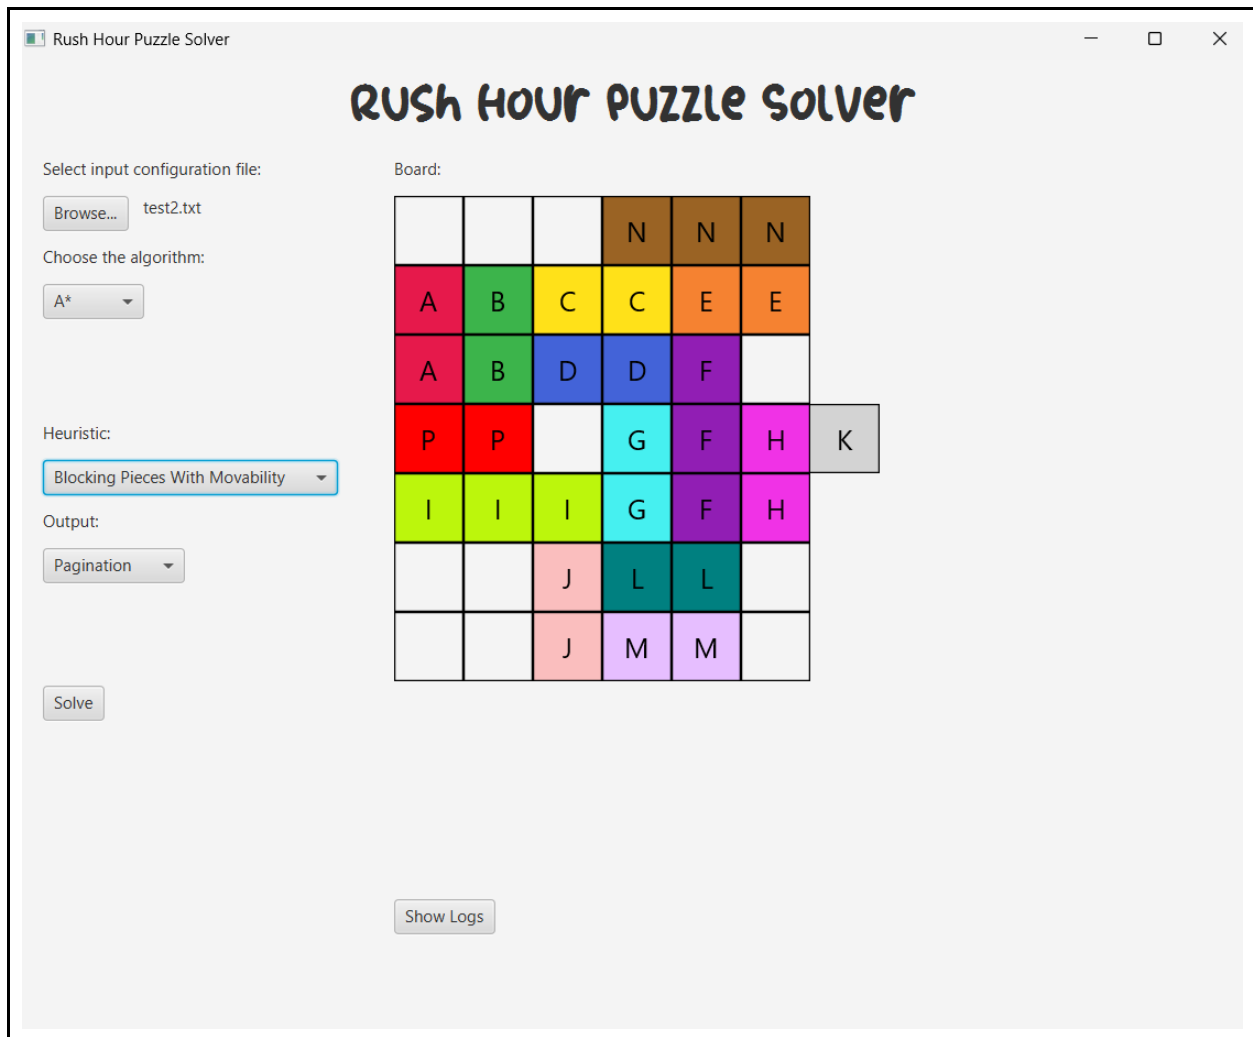 Rush Hour Puzzle Solver
Rush Hour Puzzle Solver
Select input configuration file:
Browse... test2.txt
Choose the algorithm:
A*
Heuristic:
Blocking Pieces With Movability
Output:
Pagination
Solve
Board:
N N N
A B C C E E
A B D D F
P P G F H K
I I I G F H
J L L
J M M
Show Logs